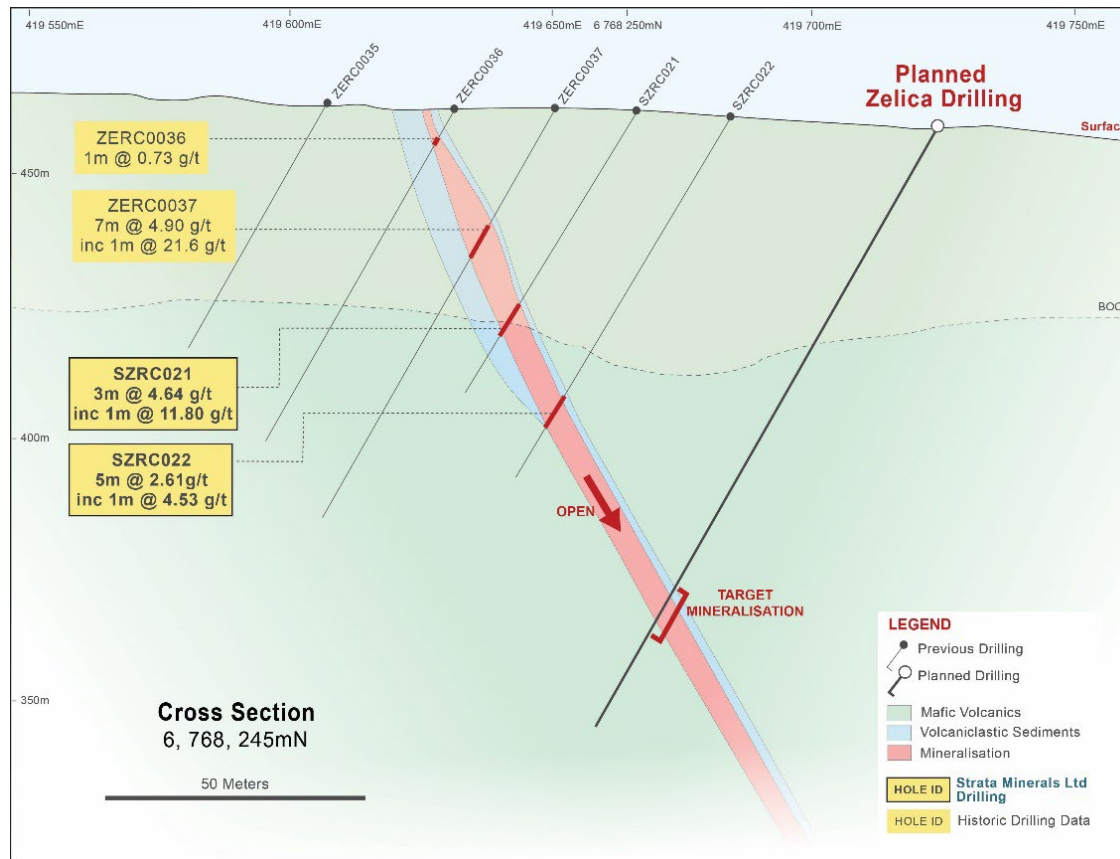 419 550mE
419 600mE
419 650mE
6 768 250mN
419 700mE
419 750mE
ZERC0035
ZERC0036
ZERC0037
SZRC021
SZRC022
Planned
Zelica Drilling
Surfac
ZERC0036
1m @ 0.73 g/t
450m
ZERC0037
7m @ 4.90 g/t
inc 1m @ 21.6 g/t
BOC
SZRC021
3m @ 4.64 g/t
inc 1m @ 11.80 g/t
400m
SZRC022
5m @ 2.61g/t
inc 1m @ 4.53 g/t
OPEN
TARGET
MINERALISATION
350m
Cross Section
6, 768, 245mN
50 Meters
LEGEND
Previous Drilling
Planned Drilling
Mafic Volcanics
Volcaniclastic Sediments
Mineralisation
HOLE ID Strata Minerals Ltd
Drilling
HOLE ID Historic Drilling Data